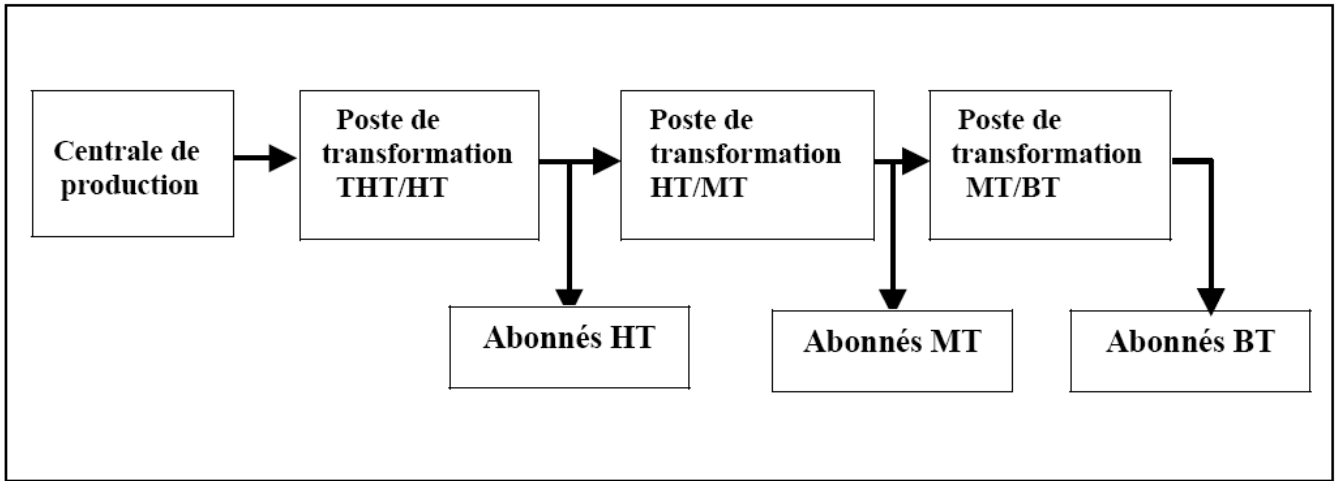 Centrale de
production
Poste de
transformation
THT/HT
Poste de
transformation
HT/MT
Poste de
transformation
MT/BT
Abonnés HT
Abonnés MT
Abonnés BT